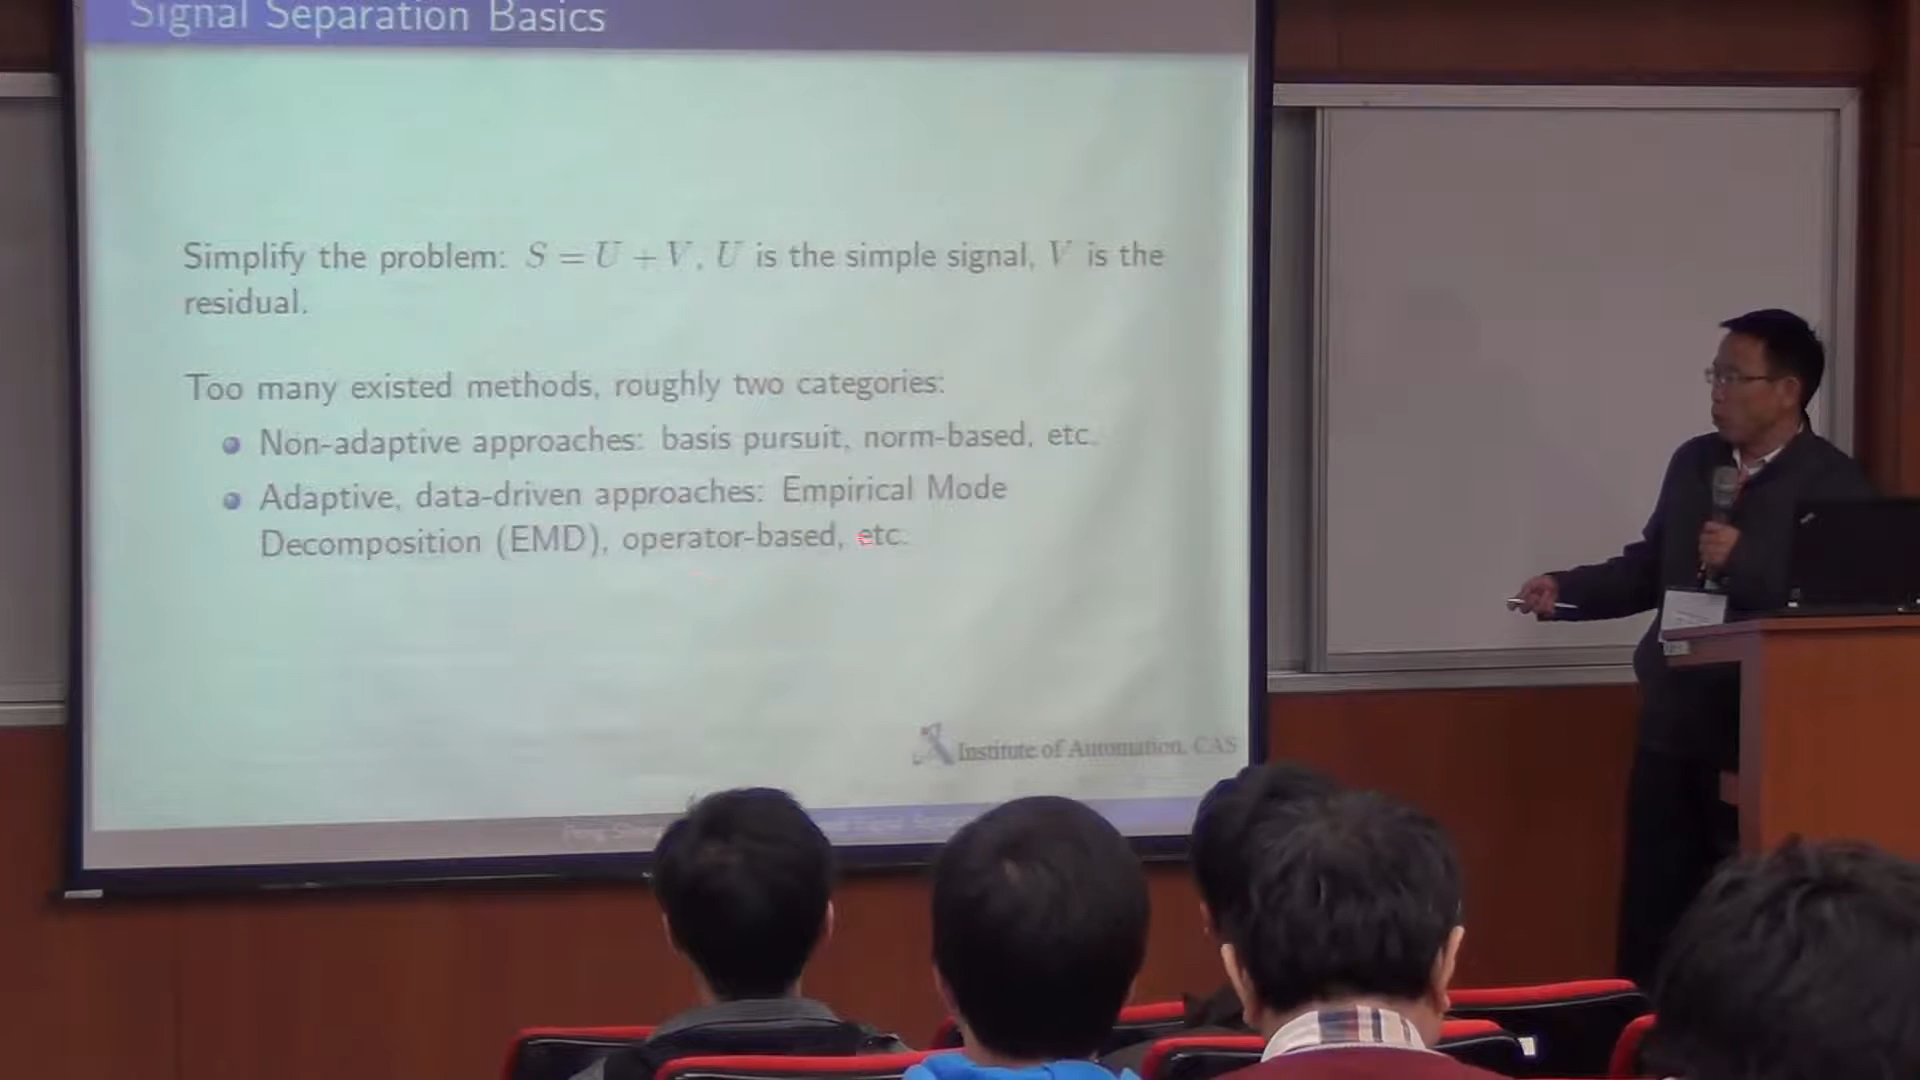 Signal Separation Basics
Simplify the problem: S = U + V, U is the simple signal, V is the
residual.
Too many existed methods, roughly two categories:
Non-adaptive approaches: basis pursuit, norm-based, etc.
Adaptive, data-driven approaches: Empirical Mode
Decomposition (EMD), operator-based, etc.
Institute of Automation, CAS